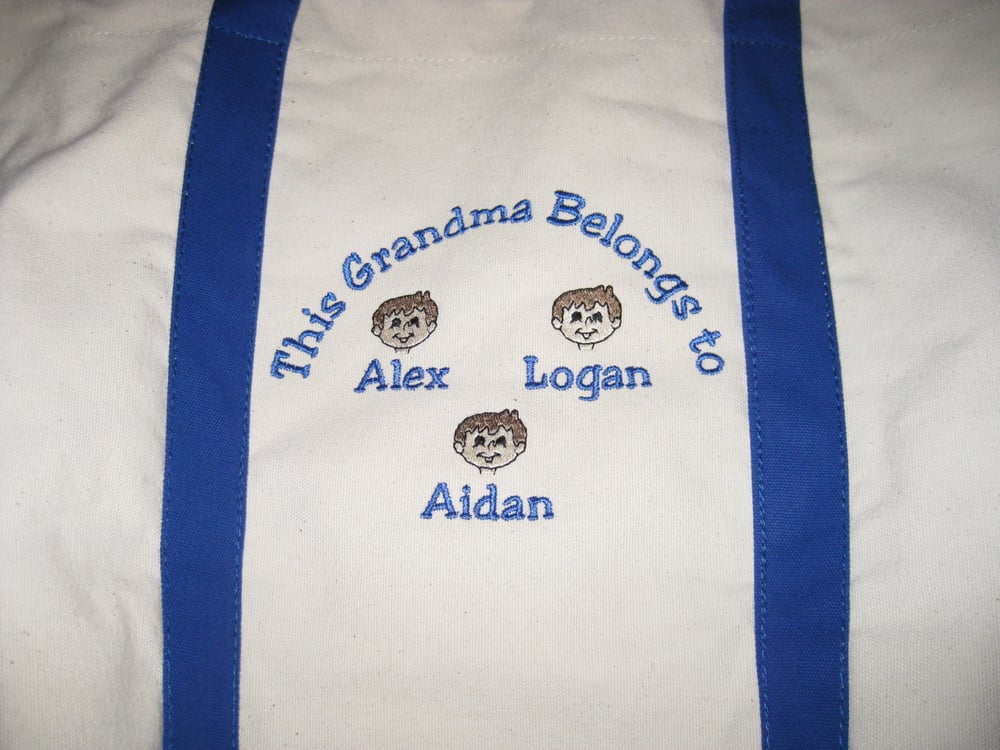 This Grandma Belongs to
Alex Logan
Aidan